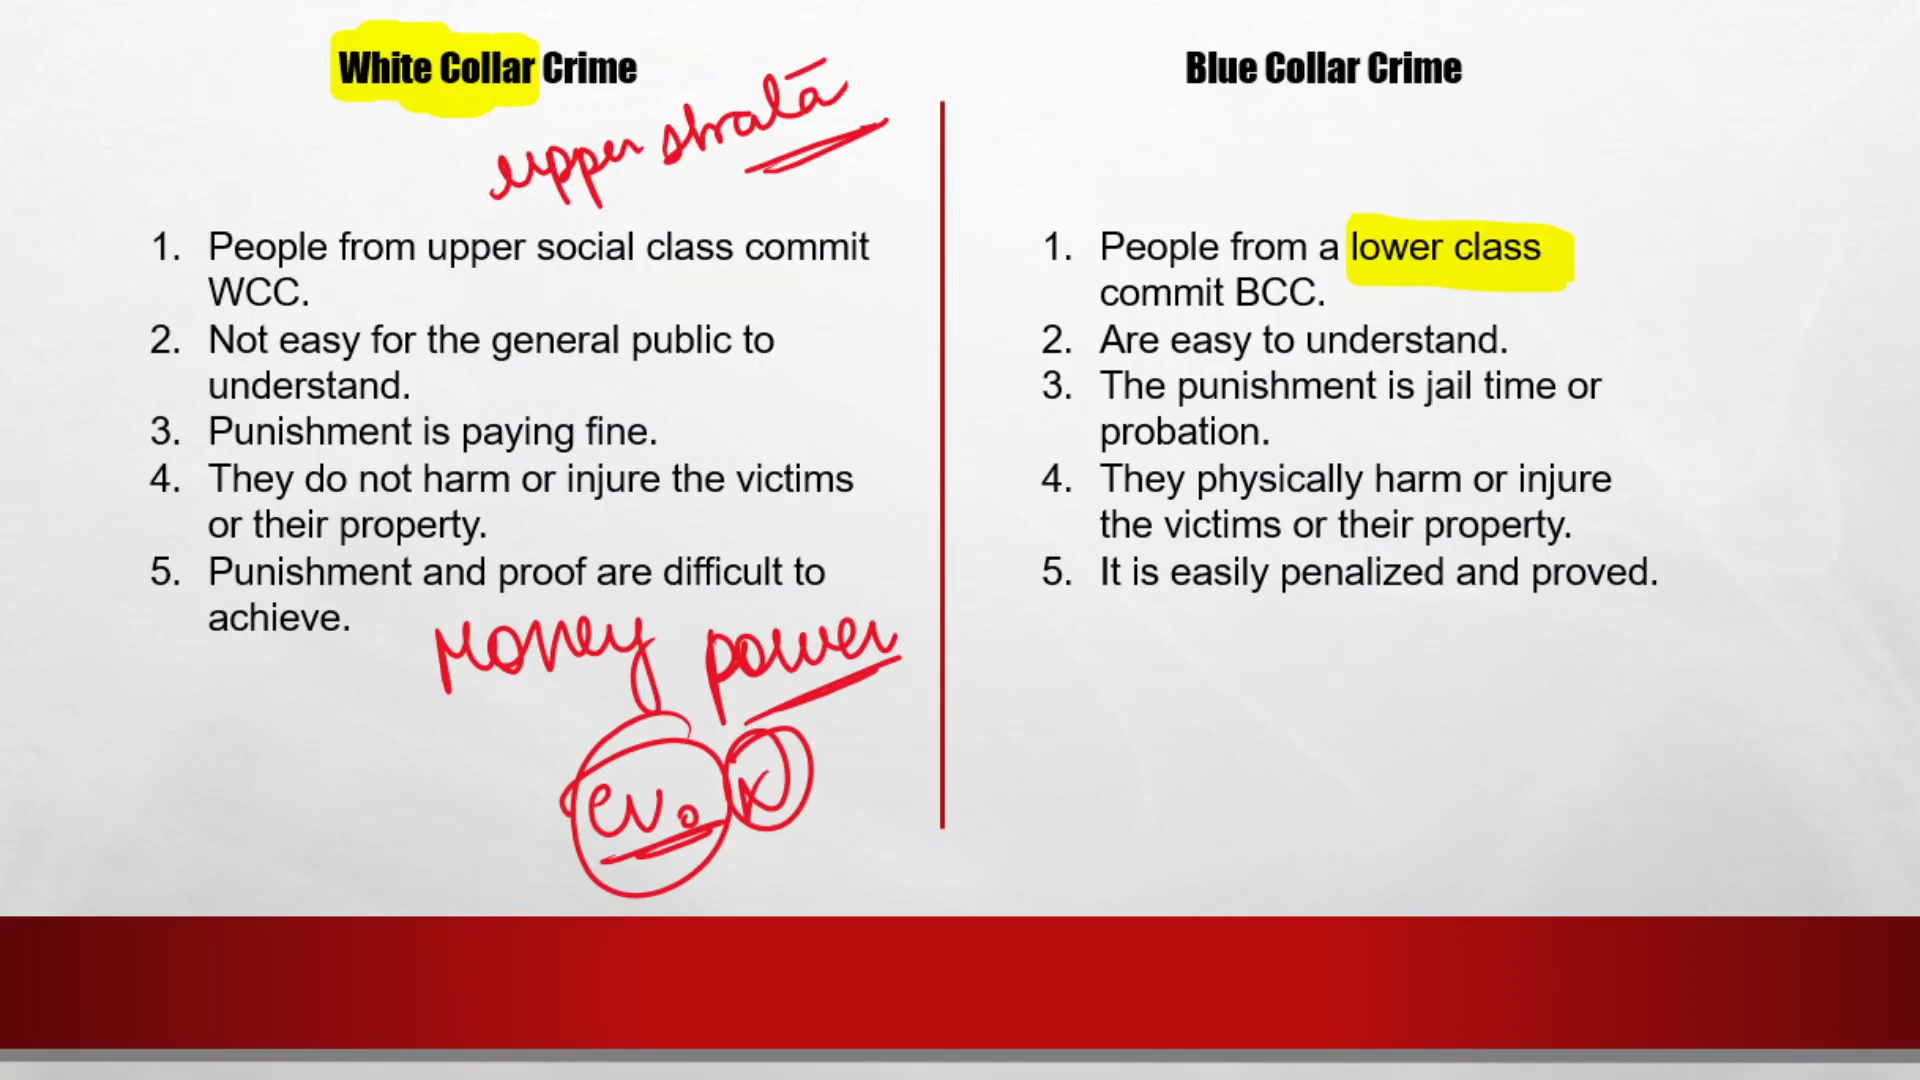 White Collar Crime
upper strata
1. People from upper social class commit
WCC.
2. Not easy for the general public to
understand.
3. Punishment is paying fine.
4. They do not harm or injure the victims
or their property.
5. Punishment and proof are difficult to
achieve.
Money power
ev. x
Blue Collar Crime
1. People from a lower class
commit BCC.
2. Are easy to understand.
3. The punishment is jail time or
probation.
4. They physically harm or injure
the victims or their property.
5. It is easily penalized and proved.